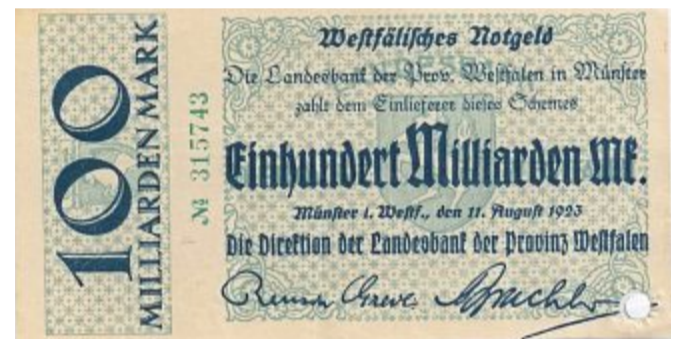 100
MILLIARDEN MARK
№ 315743
Westfälisches Notgeld
Die Landesbank der Prov. Westfalen in Münster
zahlt dem Einlieferer dieses Scheines
Einhundert Milliarden Mk.
Münster i. Westf., den 11. August 1923
Die Direktion der Landesbank der Provinz Westfalen